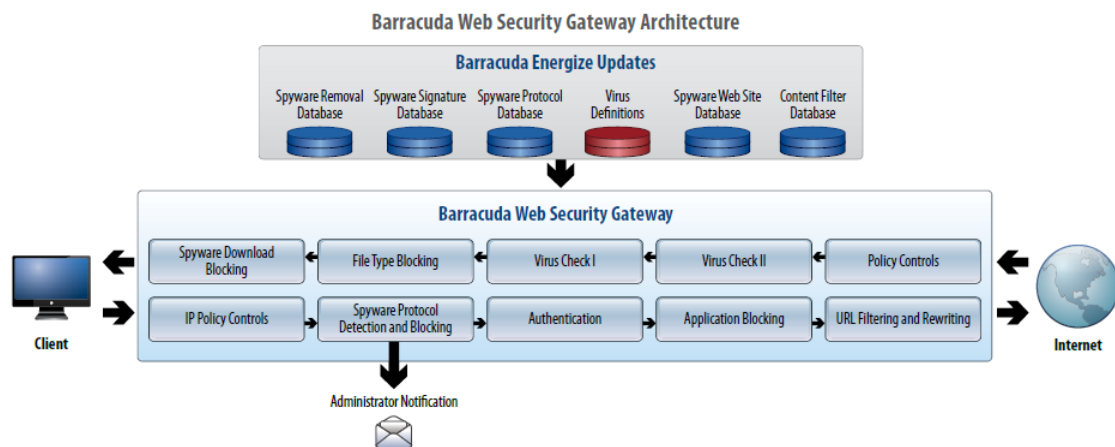 Barracuda Web Security Gateway Architecture
Barracuda Energize Updates
Spyware Removal
Database
Spyware Signature
Database
Spyware Protocol
Database
Virus
Definitions
Spyware Web Site
Database
Content Filter
Database
Barracuda Web Security Gateway
Spyware Download
Blocking
File Type Blocking
Virus Check I
Virus Check II
Policy Controls
IP Policy Controls
Spyware Protocol
Detection and Blocking
Authentication
Application Blocking
URL Filtering and Rewriting
Client
Internet
Administrator Notification